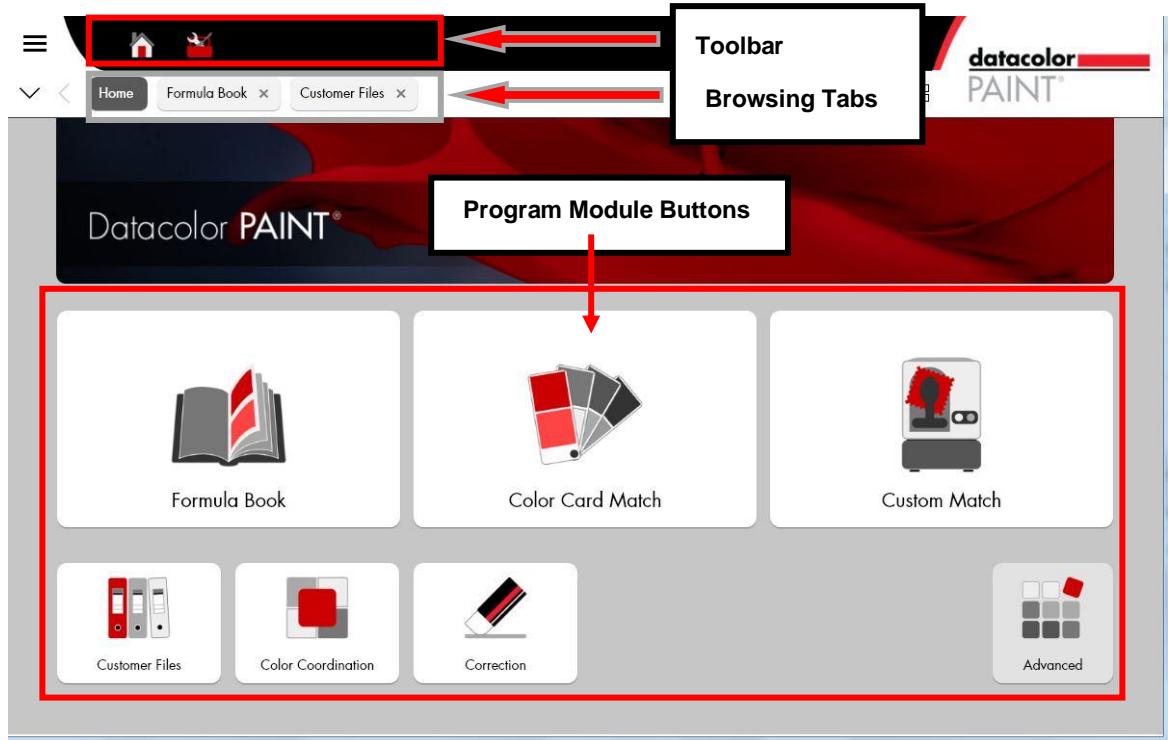 Toolbar
Browsing Tabs
datacolor
PAINT®
Home
Formula Book ×
Customer Files ×
Datacolor PAINT®
Program Module Buttons
Formula Book
Color Card Match
Custom Match
Customer Files
Color Coordination
Correction
Advanced